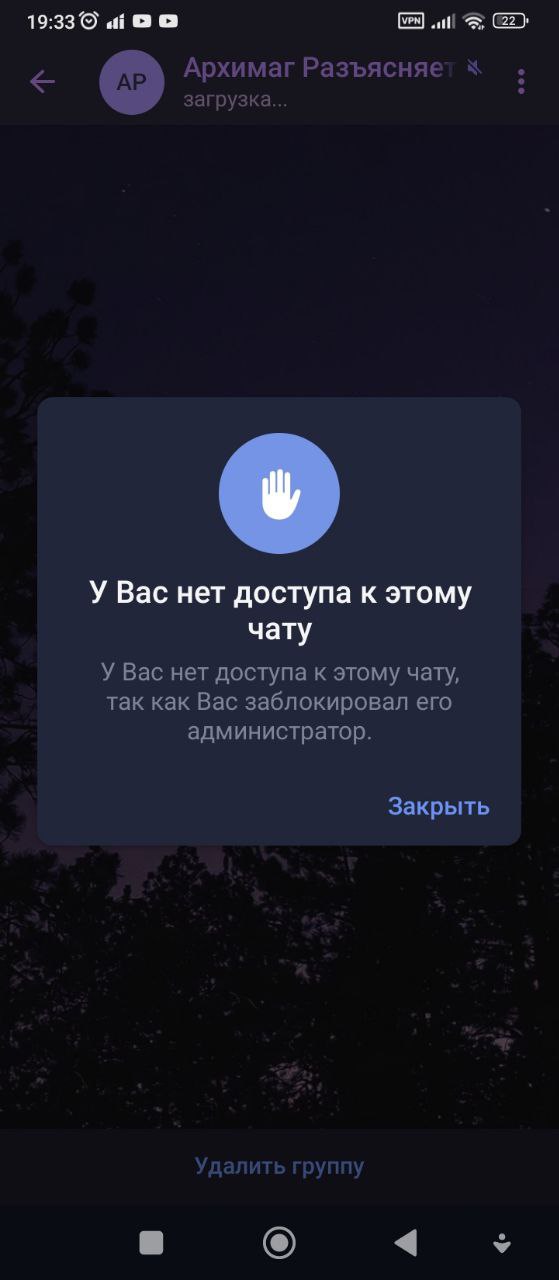 19:33
VPN
22
АР
Архимаг Разъясняет
загрузка...
У Вас нет доступа к этому
чату
У Вас нет доступа к этому чату,
так как Вас заблокировал его
администратор.
Закрыть
Удалить группу